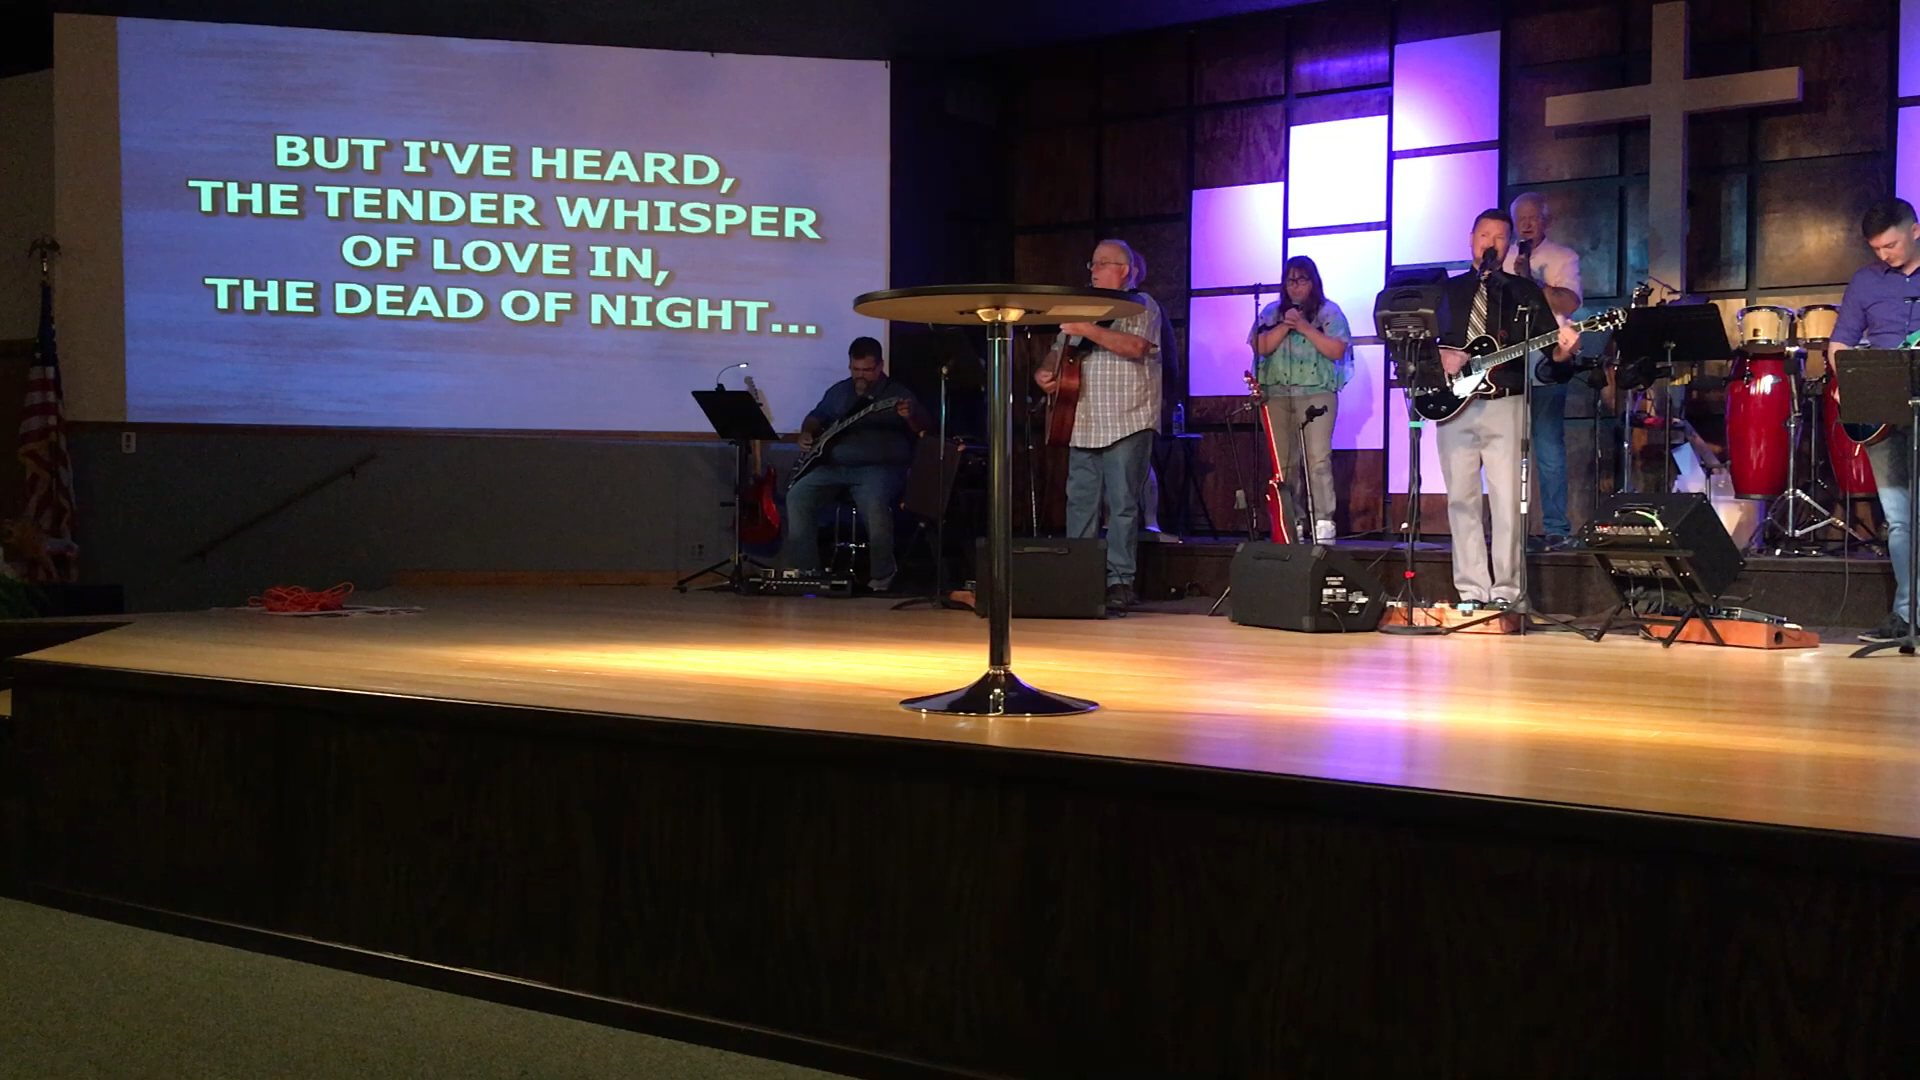 BUT I'VE HEARD,
THE TENDER WHISPER
OF LOVE IN,
THE DEAD OF NIGHT...